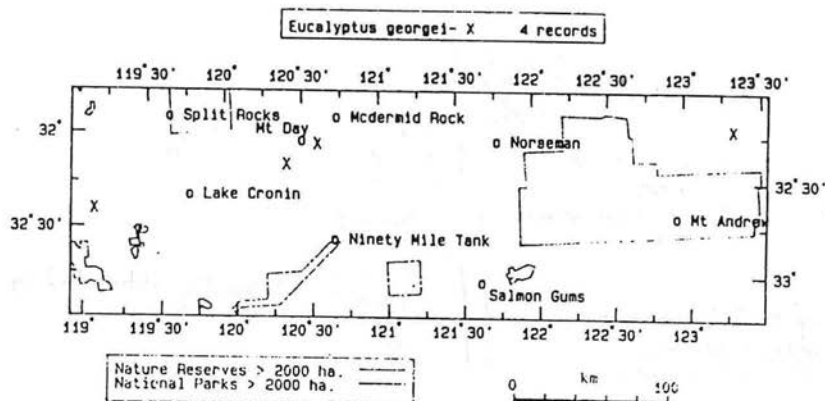 Eucalyptus georgei- X 4 records
119°30' 120° 120°30' 121° 121°30' 122° 122°30' 123° 123°30'
32°
Split Rocks
Mt Day
Mcdermid Rock
Norseman
X
X
X
Lake Cronin
32°30'
X
32°30'
Mt Andrew
Ninety Mile Tank
33°
Salmon Gums
119° 119°30' 120° 120°30' 121° 121°30' 122° 122°30' 123°
Nature Reserves > 2000 ha.
National Parks > 2000 ha.
km
0 100